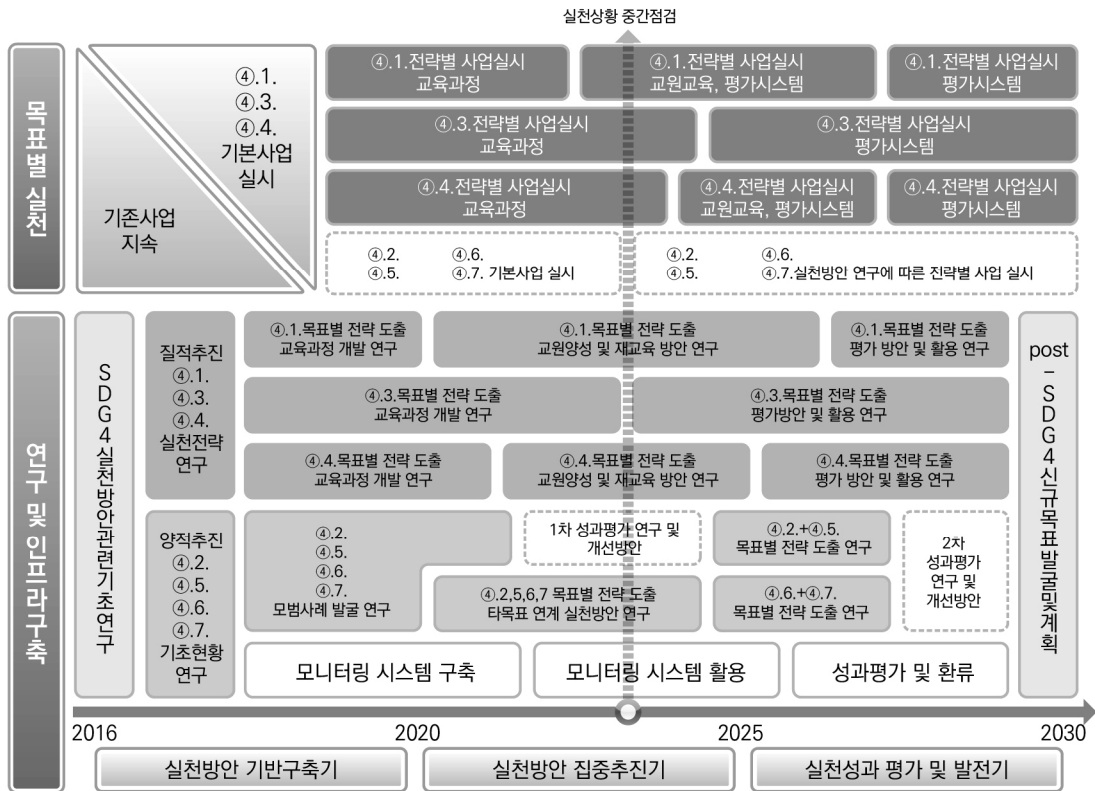 실천상황 중간점검
목표별 실천
④.1.
④.3.
④.4.
기본사업
실시
기존사업
지속
④.1.전략별 사업실시
교육과정
④.1.전략별 사업실시
교원교육, 평가시스템
④.1.전략별 사업실시
평가시스템
④.3.전략별 사업실시
교육과정
④.3.전략별 사업실시
평가시스템
④.4.전략별 사업실시
교육과정
④.4.전략별 사업실시
교원교육, 평가시스템
④.4.전략별 사업실시
평가시스템
④.2. ④.6.
④.5. ④.7. 기본사업 실시
④.2. ④.6.
④.5. ④.7.실천방안 연구에 따른 전략별 사업 실시
연구 및 인프라구축
SDG4실천방안관련기초연구
질적추진
④.1.
④.3.
④.4.
실천전략
연구
④.1.목표별 전략 도출
교육과정 개발 연구
④.1.목표별 전략 도출
교원양성 및 재교육 방안 연구
④.1.목표별 전략 도출
평가 방안 및 활용 연구
④.3.목표별 전략 도출
교육과정 개발 연구
④.3.목표별 전략 도출
평가방안 및 활용 연구
④.4.목표별 전략 도출
교육과정 개발 연구
④.4.목표별 전략 도출
교원양성 및 재교육 방안 연구
④.4.목표별 전략 도출
평가 방안 및 활용 연구
양적추진
④.2.
④.5.
④.6.
④.7.
기초현황
연구
④.2.
④.5.
④.6.
④.7.
모범사례 발굴 연구
1차 성과평가 연구 및
개선방안
④.2,5,6,7 목표별 전략 도출
타목표 연계 실천방안 연구
④.2.+④.5.
목표별 전략 도출 연구
④.6.+④.7.
목표별 전략 도출 연구
2차
성과평가
연구 및
개선방안
모니터링 시스템 구축
모니터링 시스템 활용
성과평가 및 환류
post-SDG4신규목표발굴및계획
2016 2020 2025 2030
실천방안 기반구축기
실천방안 집중추진기
실천성과 평가 및 발전기